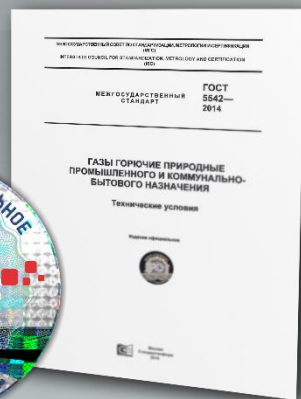 МЕЖГОСУДАРСТВЕННЫЙ СОВЕТ ПО СТАНДАРТИЗАЦИИ, МЕТРОЛОГИИ И СЕРТИФИКАЦИИ
(МГС)
INTERSTATE COUNCIL FOR STANDARDIZATION, METROLOGY AND CERTIFICATION
(ISC)
МЕЖГОСУДАРСТВЕННЫЙ
СТАНДАРТ
ГОСТ
5542—
2014
ГАЗЫ ГОРЮЧИЕ ПРИРОДНЫЕ
ПРОМЫШЛЕННОГО И КОММУНАЛЬНО-
БЫТОВОГО НАЗНАЧЕНИЯ
Технические условия
Издание официальное
Москва
Стандартинформ